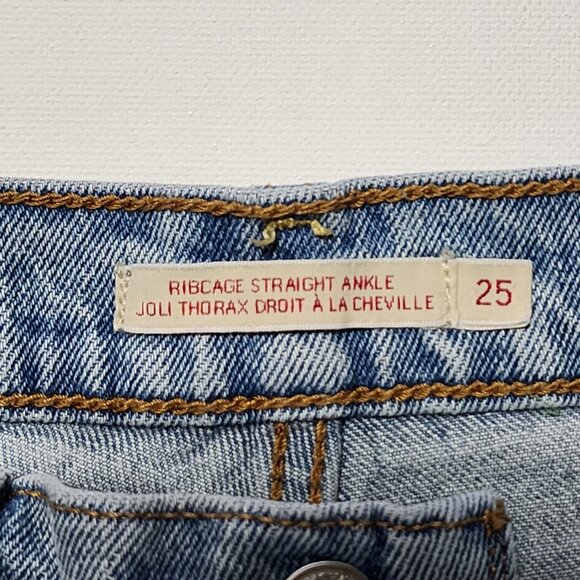 RIBCAGE STRAIGHT ANKLE
JOLI THORAX DROIT À LA CHEVILLE
25